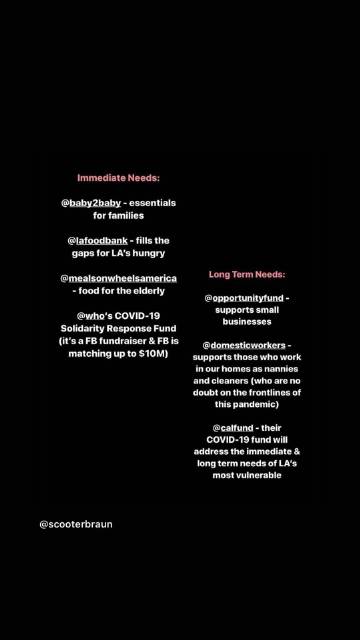 Immediate Needs:
@baby2baby - essentials
for families
@lafoodbank - fills the
gaps for LA's hungry
@mealsonwheelsamerica
- food for the elderly
@who's COVID-19
Solidarity Response Fund
(it's a FB fundraiser & FB is
matching up to $10M)
Long Term Needs:
@opportunityfund -
supports small
businesses
@domesticworkers -
supports those who work
in our homes as nannies
and cleaners (who are no
doubt on the frontlines of
this pandemic)
@calfund - their
COVID-19 fund will
address the immediate &
long term needs of LA's
most vulnerable
@scooterbraun